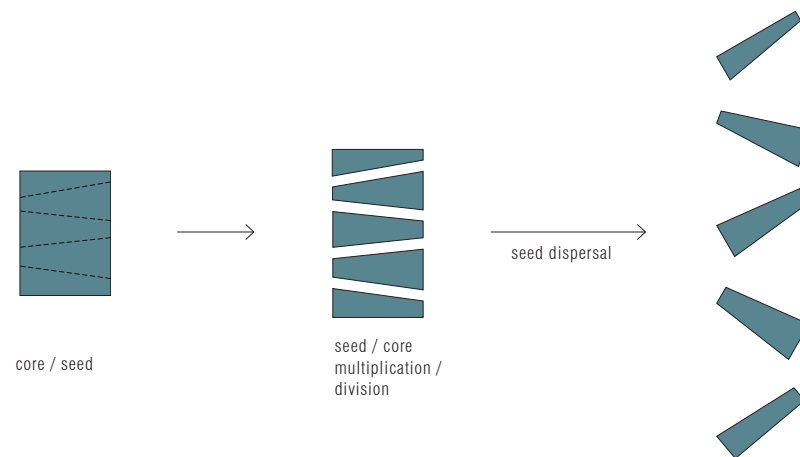 core / seed
seed / core
multiplication /
division
seed dispersal